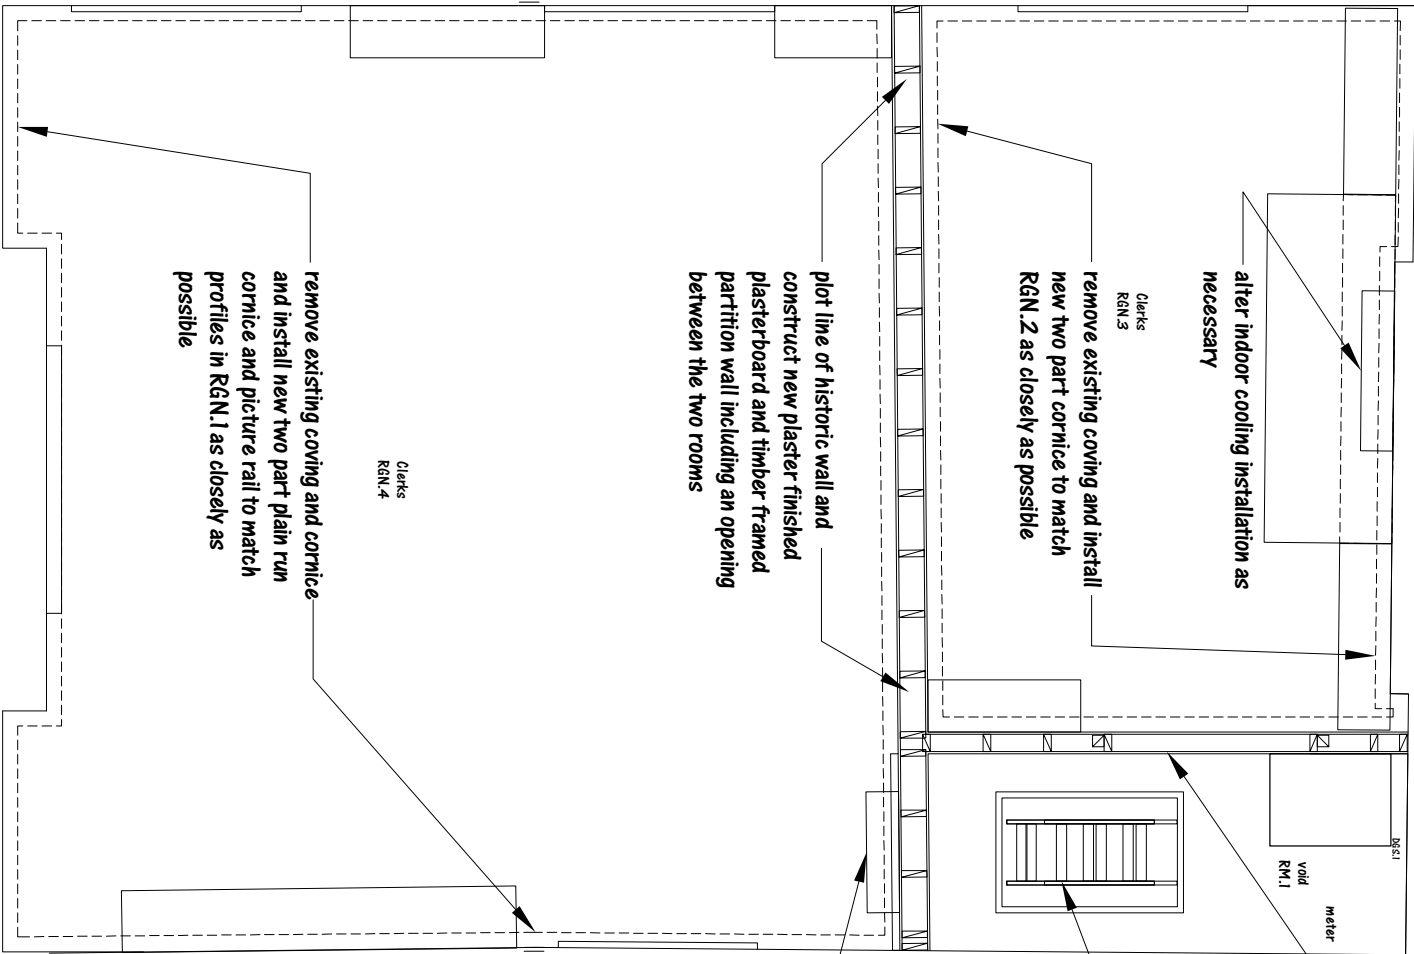 alter indoor cooling installation as
necessary
Clerks
RGN.3
remove existing coving and install
new two part cornice to match
RGN.2 as closely as possible
plot line of historic wall and
construct new plaster finished
plasterboard and timber framed
partition wall including an opening
between the two rooms
Clerks
RGN.4
remove existing coving and cornice
and install new two part plain run
cornice and picture rail to match
profiles in RGN.1 as closely as
possible
DGS.1
void
RM.1
meter